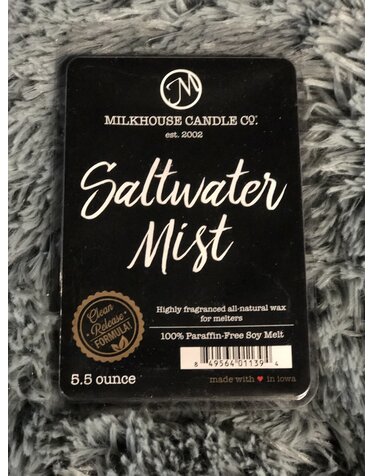 M
MILKHOUSE CANDLE CO.
est. 2002
Saltwater
Mist
Clean
Release
FORMULA!
Highly fragranced all-natural wax
for melters
100% Paraffin-Free Soy Melt
8 49564 01139 4
5.5 ounce
made with ♥ in iowa